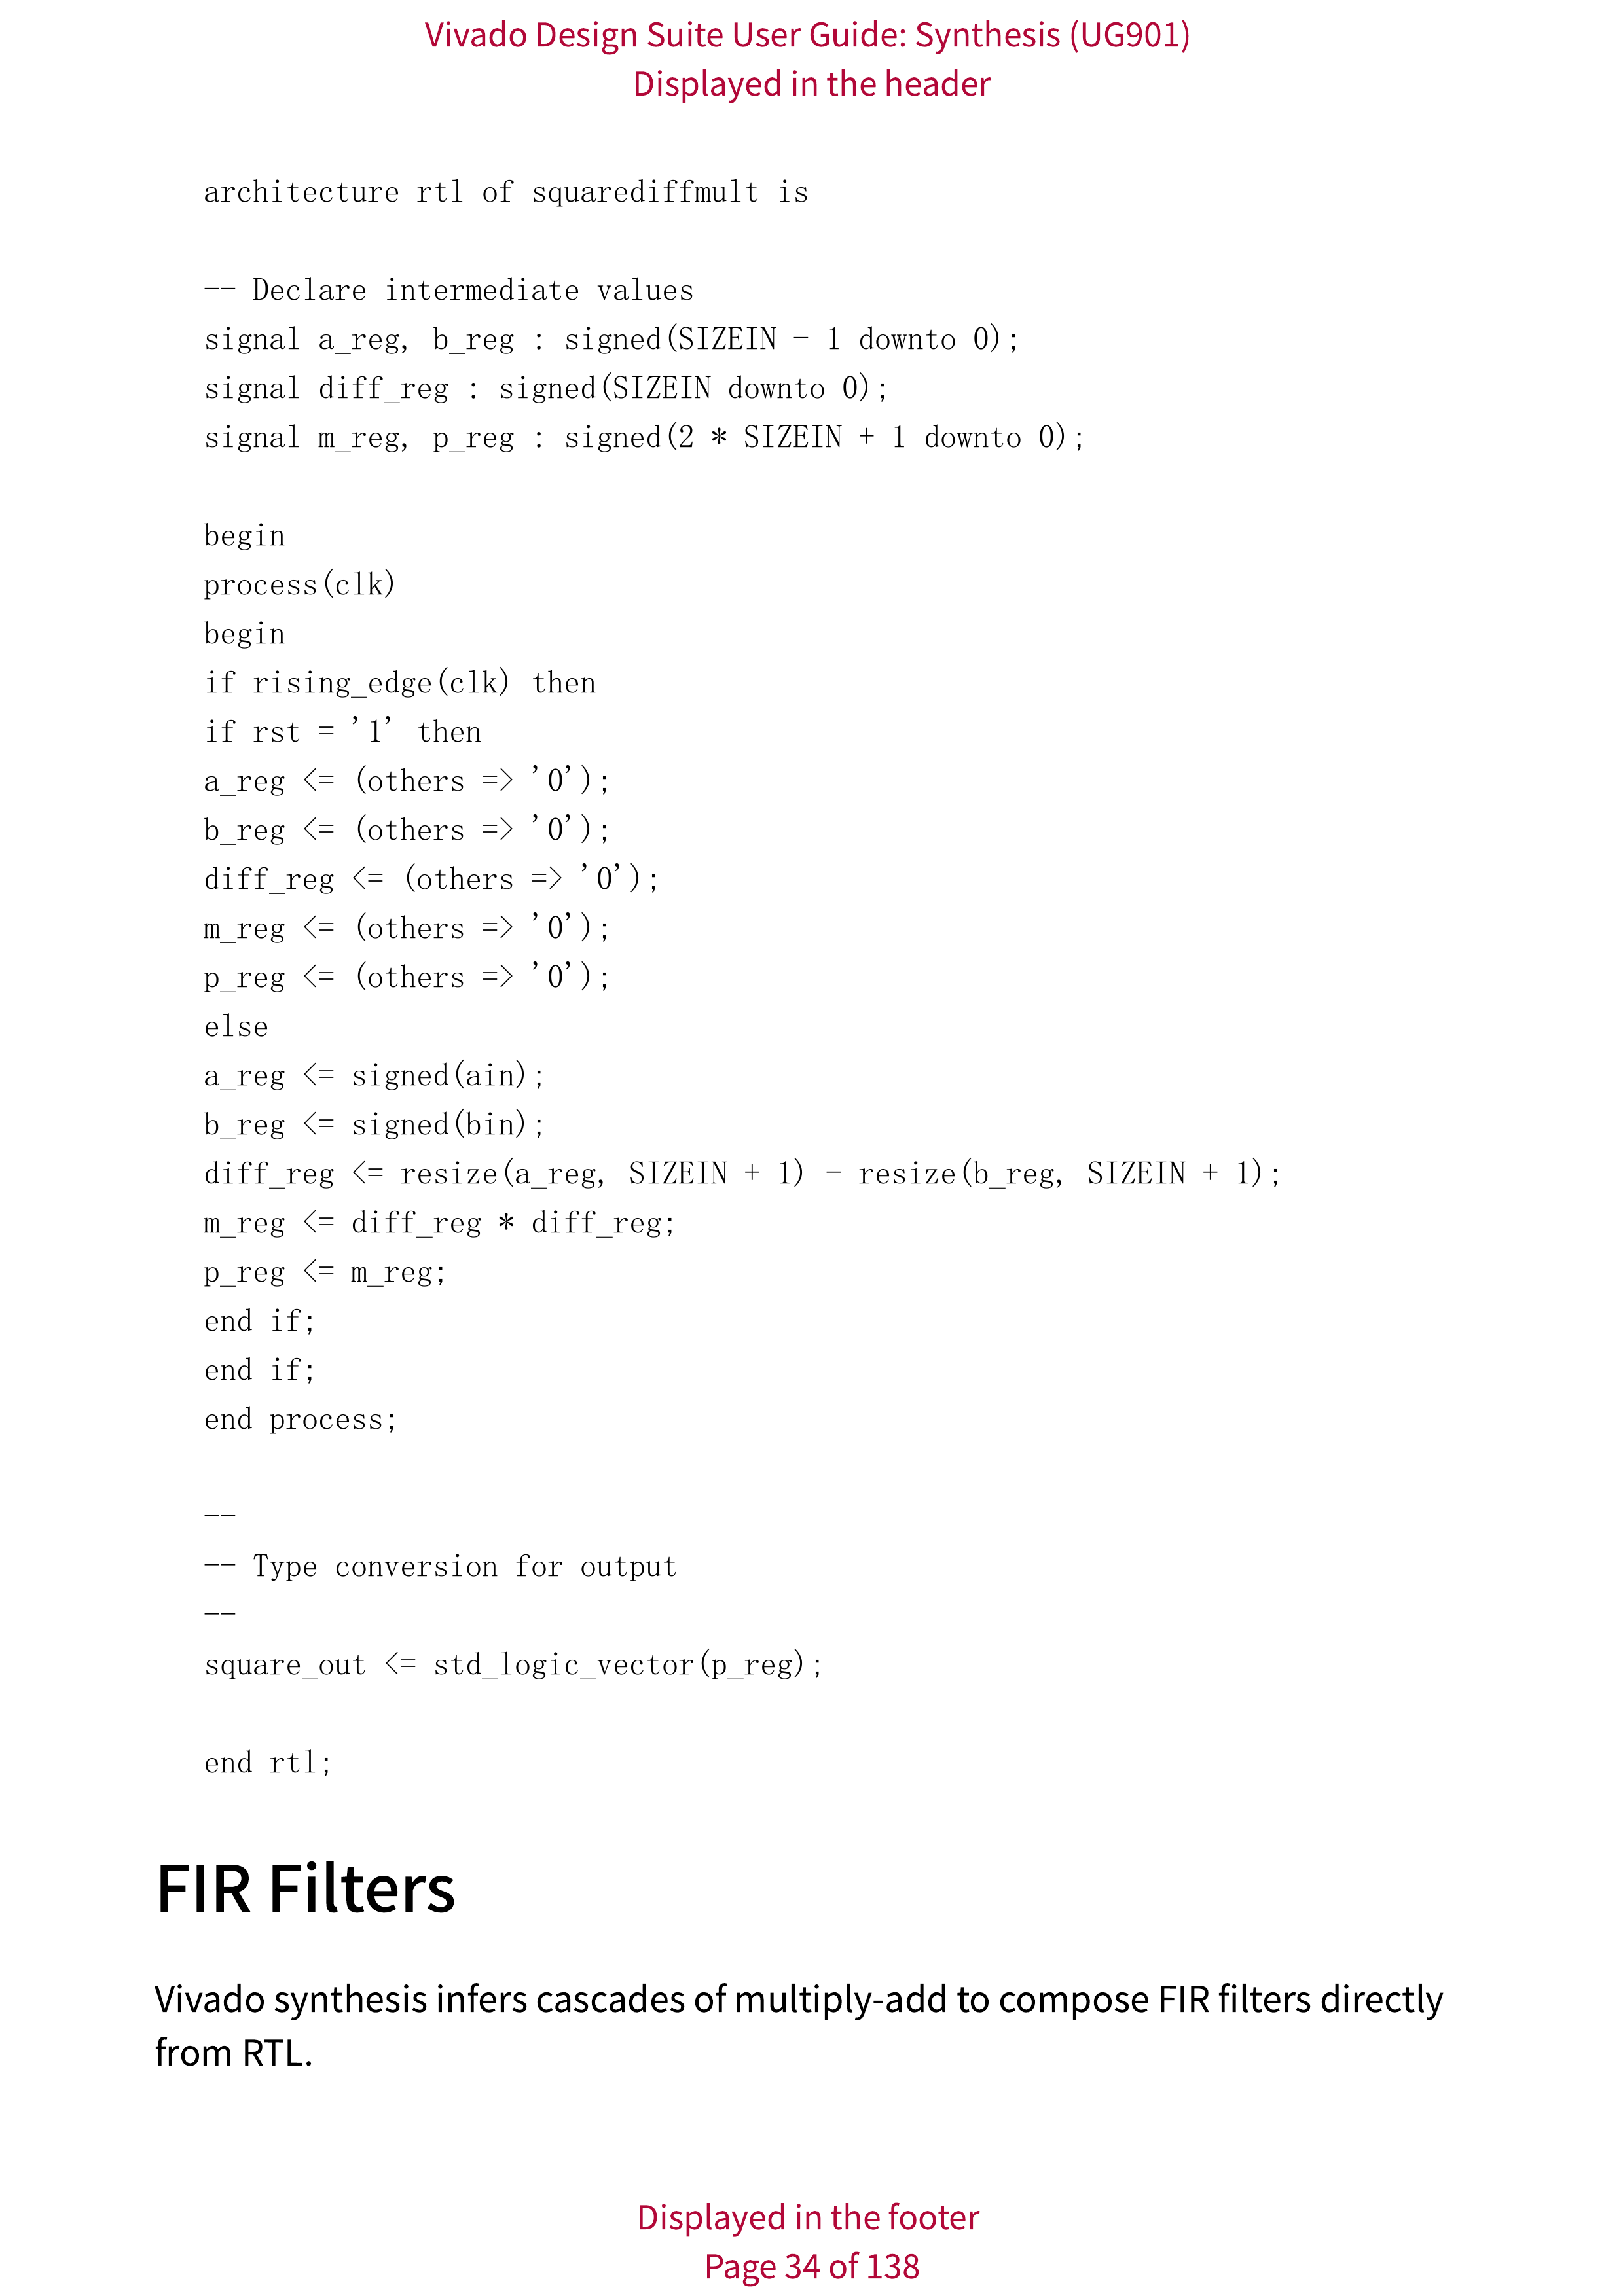 Vivado Design Suite User Guide: Synthesis (UG901)
Displayed in the header
architecture rtl of squarediffmult is
-- Declare intermediate values
signal a_reg, b_reg : signed(SIZEIN - 1 downto 0);
signal diff_reg : signed(SIZEIN downto 0);
signal m_reg, p_reg : signed(2 * SIZEIN + 1 downto 0);
begin
process(clk)
begin
if rising_edge(clk) then
if rst = '1' then
a_reg <= (others => '0');
b_reg <= (others => '0');
diff_reg <= (others => '0');
m_reg <= (others => '0');
p_reg <= (others => '0');
else
a_reg <= signed(ain);
b_reg <= signed(bin);
diff_reg <= resize(a_reg, SIZEIN + 1) - resize(b_reg, SIZEIN + 1);
m_reg <= diff_reg * diff_reg;
p_reg <= m_reg;
end if;
end if;
end process;
--
-- Type conversion for output
--
square_out <= std_logic_vector(p_reg);
end rtl;
FIR Filters
Vivado synthesis infers cascades of multiply-add to compose FIR filters directly
from RTL.
Displayed in the footer
Page 34 of 138